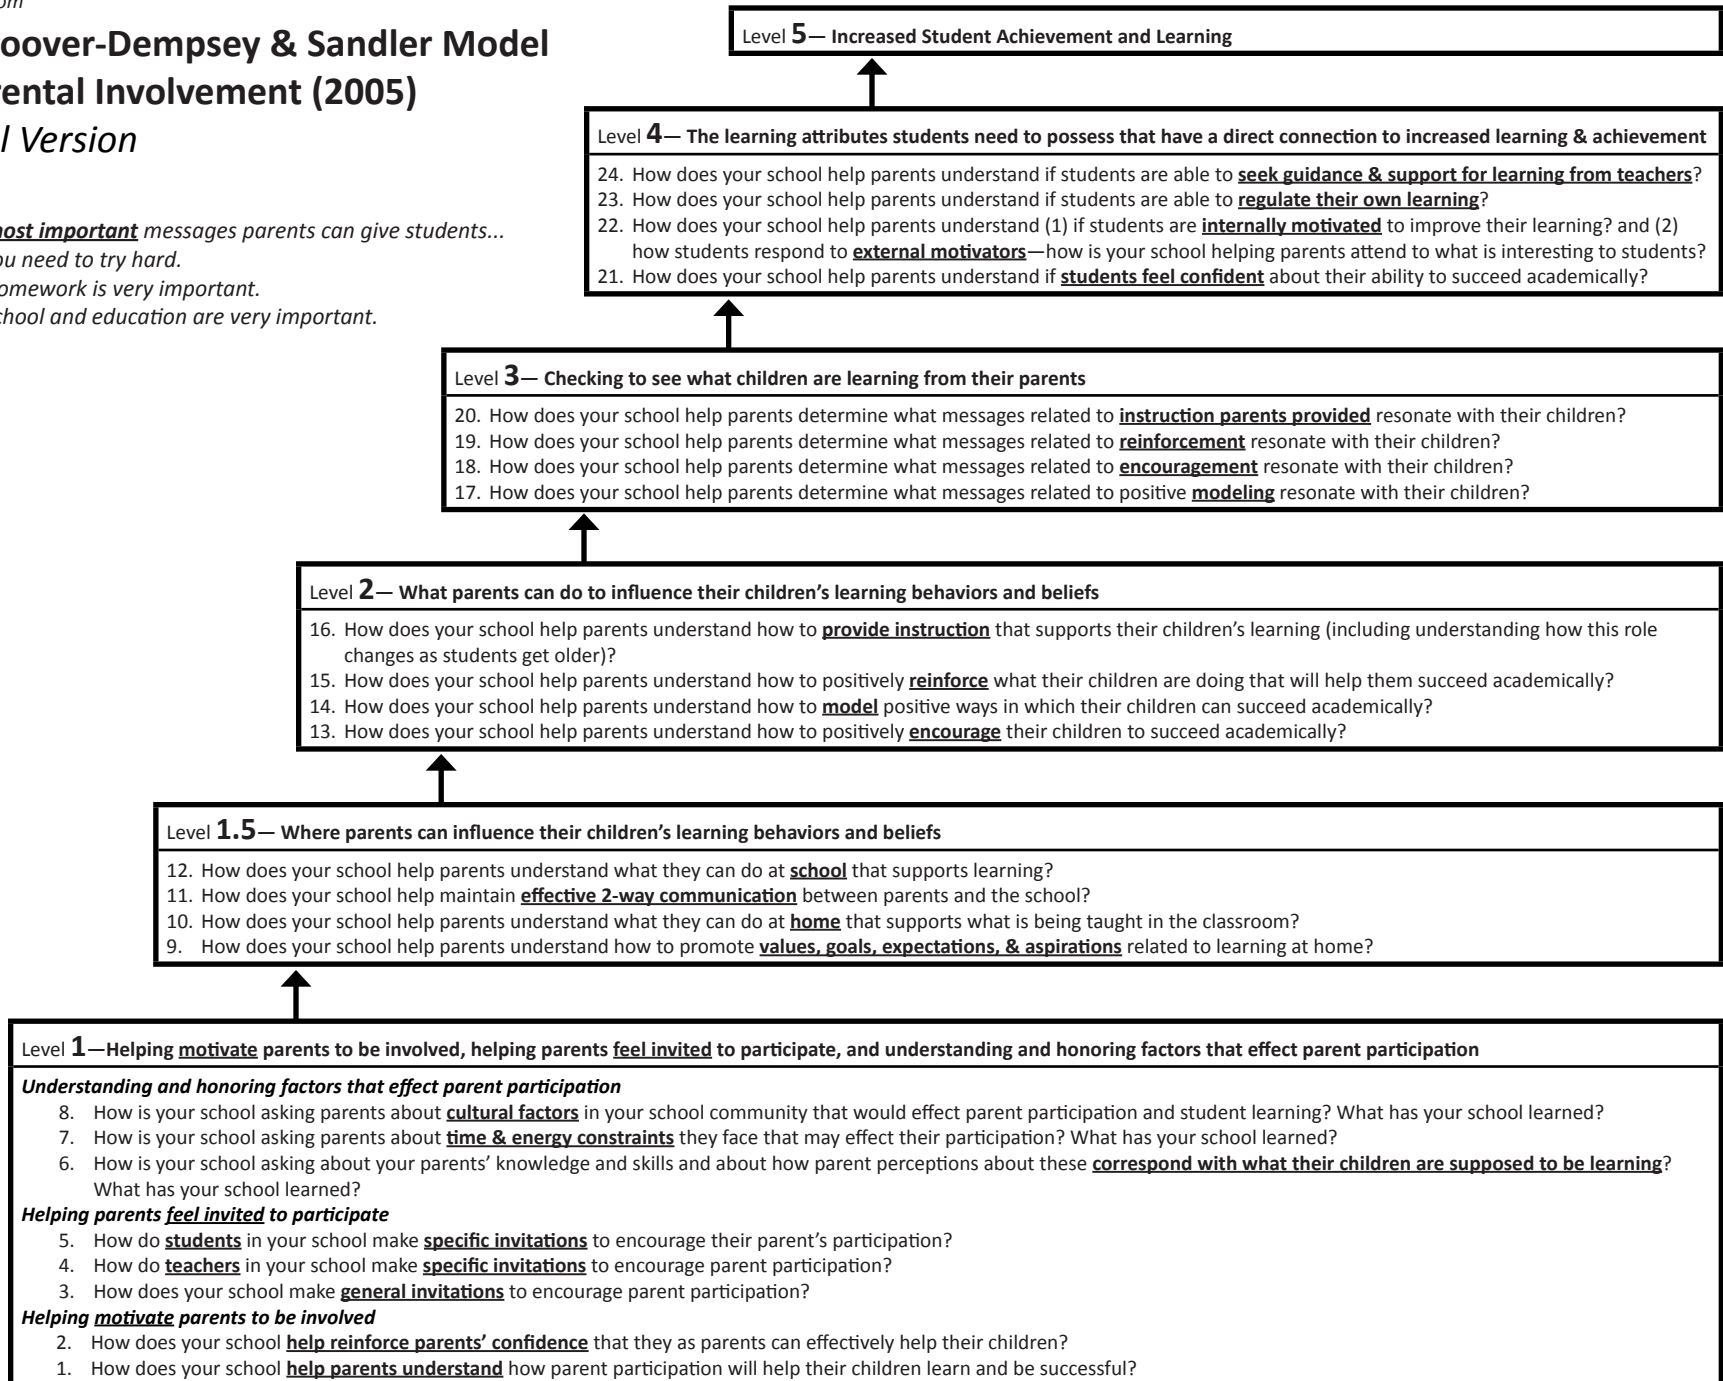 om
oover-Dempsey & Sandler Model
rental Involvement (2005)
l Version
most important messages parents can give students...
ou need to try hard.
omework is very important.
chool and education are very important.
Level 5— Increased Student Achievement and Learning
Level 4— The learning attributes students need to possess that have a direct connection to increased learning & achievement
24. How does your school help parents understand if students are able to seek guidance & support for learning from teachers?
23. How does your school help parents understand if students are able to regulate their own learning?
22. How does your school help parents understand (1) if students are internally motivated to improve their learning? and (2)
how students respond to external motivators—how is your school helping parents attend to what is interesting to students?
21. How does your school help parents understand if students feel confident about their ability to succeed academically?
Level 3— Checking to see what children are learning from their parents
20. How does your school help parents determine what messages related to instruction parents provided resonate with their children?
19. How does your school help parents determine what messages related to reinforcement resonate with their children?
18. How does your school help parents determine what messages related to encouragement resonate with their children?
17. How does your school help parents determine what messages related to positive modeling resonate with their children?
Level 2— What parents can do to influence their children’s learning behaviors and beliefs
16. How does your school help parents understand how to provide instruction that supports their children’s learning (including understanding how this role
changes as students get older)?
15. How does your school help parents understand how to positively reinforce what their children are doing that will help them succeed academically?
14. How does your school help parents understand how to model positive ways in which their children can succeed academically?
13. How does your school help parents understand how to positively encourage their children to succeed academically?
Level 1.5— Where parents can influence their children’s learning behaviors and beliefs
12. How does your school help parents understand what they can do at school that supports learning?
11. How does your school help maintain effective 2-way communication between parents and the school?
10. How does your school help parents understand what they can do at home that supports what is being taught in the classroom?
9. How does your school help parents understand how to promote values, goals, expectations, & aspirations related to learning at home?
Level 1—Helping motivate parents to be involved, helping parents feel invited to participate, and understanding and honoring factors that effect parent participation
Understanding and honoring factors that effect parent participation
8. How is your school asking parents about cultural factors in your school community that would effect parent participation and student learning? What has your school learned?
7. How is your school asking parents about time & energy constraints they face that may effect their participation? What has your school learned?
6. How is your school asking about your parents’ knowledge and skills and about how parent perceptions about these correspond with what their children are supposed to be learning?
What has your school learned?
Helping parents feel invited to participate
5. How do students in your school make specific invitations to encourage their parent’s participation?
4. How do teachers in your school make specific invitations to encourage parent participation?
3. How does your school make general invitations to encourage parent participation?
Helping motivate parents to be involved
2. How does your school help reinforce parents’ confidence that they as parents can effectively help their children?
1. How does your school help parents understand how parent participation will help their children learn and be successful?